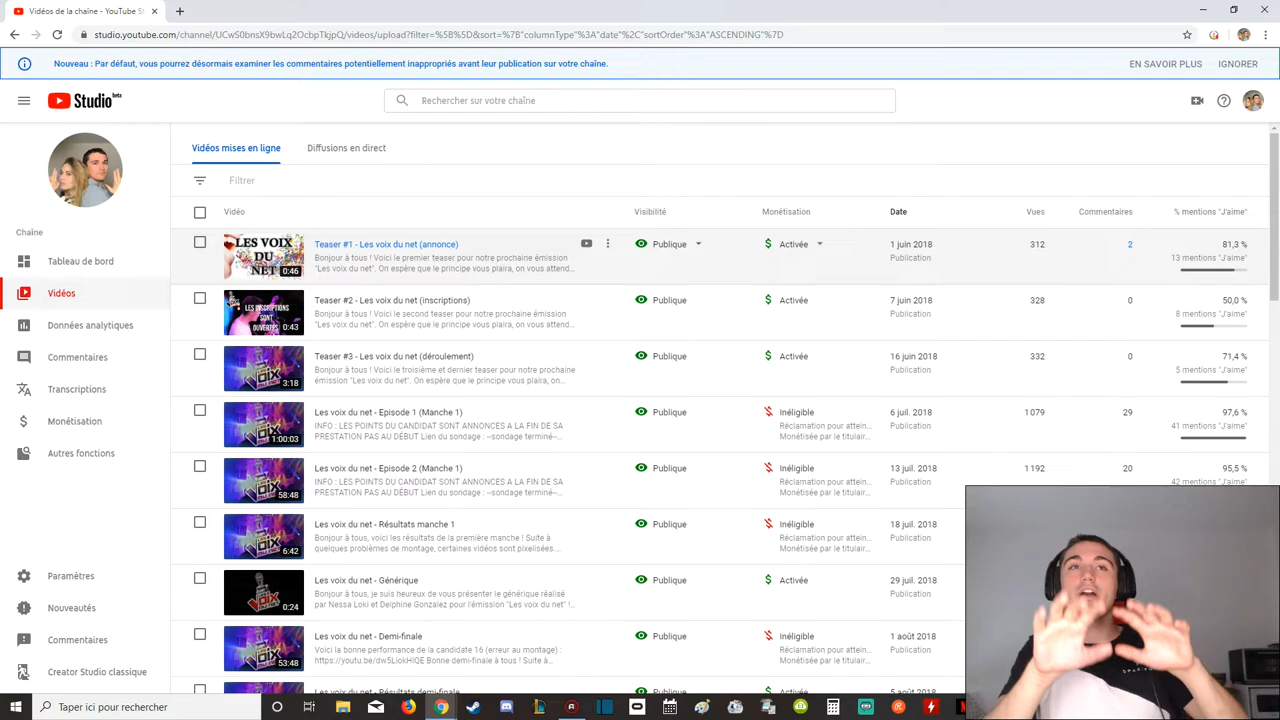 Vidéos de la chaîne
studio.youtube.com/channel/UCwS0bnsX9bwLq2OcbpTkjpQ/videos/upload?filter=%5B%5D&sort=%7B"columnType"%3A"date"%2C"sortOrder"%3A"ASCENDING"%7D
Nouveau : Par défaut, vous pourrez désormais examiner les commentaires potentiellement inappropriés avant leur publication sur votre chaîne.
EN SAVOIR PLUS
IGNORER
Studio beta
Rechercher sur votre chaîne
Vidéos mises en ligne
Diffusions en direct
Filtrer
Chaîne
Tableau de bord
Vidéos
Données analytiques
Commentaires
Transcriptions
Monétisation
Autres fonctions
Paramètres
Nouveautés
Commentaires
Creator Studio classique
Vidéo Visibilité Monétisation Date Vues Commentaires % mentions "J'aime"
LES VOIX
DU
NET
0:46
Teaser #1 - Les voix du net (annonce) Publique Activée 1 juin 2018 312 2 81,3 %
Bonjour à tous ! Voici le premier teaser pour notre prochaine émission Publication 13 mentions "J'aime"
"Les voix du net". On espère que le principe vous plaira, on vous attend...
LES INSCRIPTIONS
SONT
OUVERTES
0:43
Teaser #2 - Les voix du net (inscriptions) Publique Activée 7 juin 2018 328 0 50,0 %
Bonjour à tous ! Voici le second teaser pour notre prochaine émission Publication 8 mentions "J'aime"
"Les voix du net". On espère que le principe vous plaira, on vous attend...
3:18
Teaser #3 - Les voix du net (déroulement) Publique Activée 16 juin 2018 332 0 71,4 %
Bonjour à tous ! Voici le troisième et dernier teaser pour notre prochaine Publication 5 mentions "J'aime"
émission "Les voix du net". On espère que le principe vous plaira, on...
1:00:03
Les voix du net - Episode 1 (Manche 1) Publique Inéligible 6 juil. 2018 1 079 29 97,6 %
INFO : LES POINTS DU CANDIDAT SONT ANNONCES A LA FIN DE SA Réclamation pour attein... Publication 41 mentions "J'aime"
PRESTATION PAS AU DÉBUT Lien du sondage : --sondage terminé--... Monétisée par le titulair...
58:48
Les voix du net - Episode 2 (Manche 1) Publique Inéligible 13 juil. 2018 1 192 20 95,5 %
INFO : LES POINTS DU CANDIDAT SONT ANNONCES A LA FIN DE SA Réclamation pour attein... Publication 42 mentions "J'aime"
PRESTATION PAS AU DÉBUT Lien du sondage : --sondage terminé--... Monétisée par le titulair...
6:42
Les voix du net - Résultats manche 1 Publique Inéligible 18 juil. 2018
Bonjour à tous, voici les résultats de la première manche ! Suite à Réclamation pour attein... Publication
quelques problèmes de montage, certaines vidéos sont pixelisées.... Monétisée par le titulair...
0:24
Les voix du net - Générique Publique Activée 29 juil. 2018
Bonjour à tous, je suis heureux de vous présenter le générique réalisé Publication
par Nessa Loki et Delphine Gonzalez pour l'émission "Les voix du net" !...
53:48
Les voix du net - Demi-finale Publique Inéligible 1 août 2018
Voici la bonne performance de la candidate 16 (erreur au montage) : Réclamation pour attein... Publication
https://youtu.be/dw5LiokHIQE Bonne demi-finale à tous ! Suite à... Monétisée par le titulair...
Les voix du net - Résultats demi-finale Publique Activée 5 août 2018
Taper ici pour rechercher